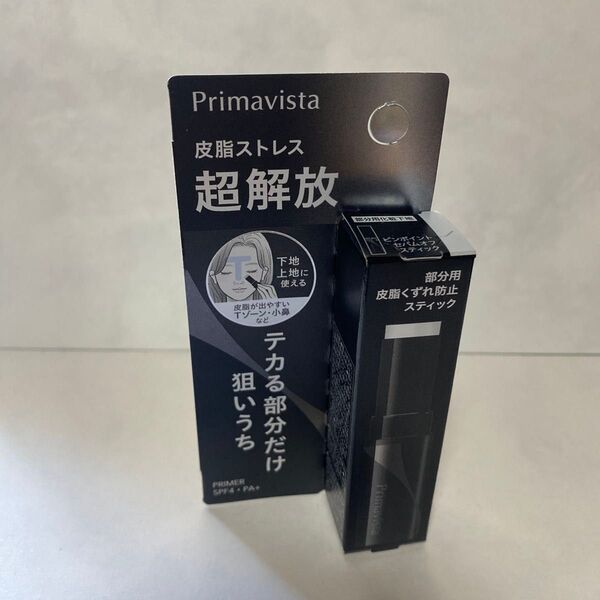 Primavista
皮脂ストレス
超解放
下地
上地に
使える
皮脂が出やすい
Tゾーン・小鼻
など
テカる部分だけ
狙いうち
PRIMER
SPF4・PA+
部分用化粧下地
ピンポイント
セバムオフ
スティック
部分用
皮脂くずれ防止
スティック
Primavista